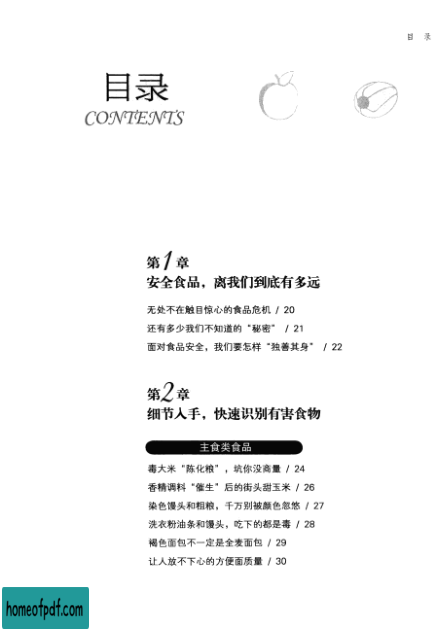 目 录
目录
CONTENTS
第1章
安全食品，离我们到底有多远
无处不在触目惊心的食品危机 / 20
还有多少我们不知道的“秘密” / 21
面对食品安全，我们要怎样“独善其身” / 22
第2章
细节入手，快速识别有害食物
主食类食品
毒大米“陈化粮”，坑你没商量 / 24
香精调料“催生”后的街头甜玉米 / 26
染色馒头和粗粮，千万别被颜色忽悠 / 27
洗衣粉油条和馒头，吃下的都是毒 / 28
褐色面包不一定是全麦面包 / 29
让人放不下心的方便面质量 / 30
homeofpdf.com